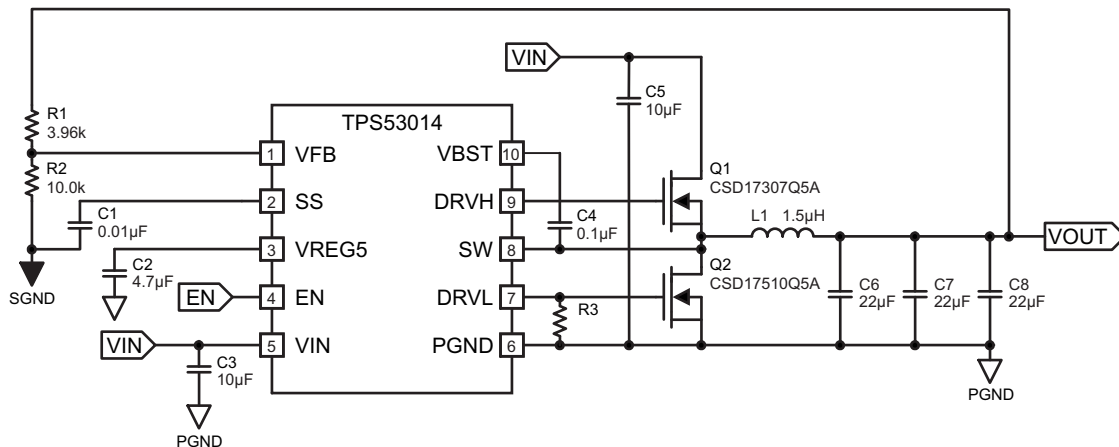 VIN
C5
10µF
TPS53014
R1
3.96k
1 VFB
VBST 10
Q1
CSD17307Q5A
R2
10.0k
2 SS
DRVH 9
C1
0.01µF
C4
0.1µF
L1 1.5µH
3 VREG5
SW 8
VOUT
C2
4.7µF
Q2
CSD17510Q5A
SGND
EN
4 EN
DRVL 7
R3
C6
22µF
C7
22µF
C8
22µF
VIN
5 VIN
PGND 6
C3
10µF
PGND
PGND